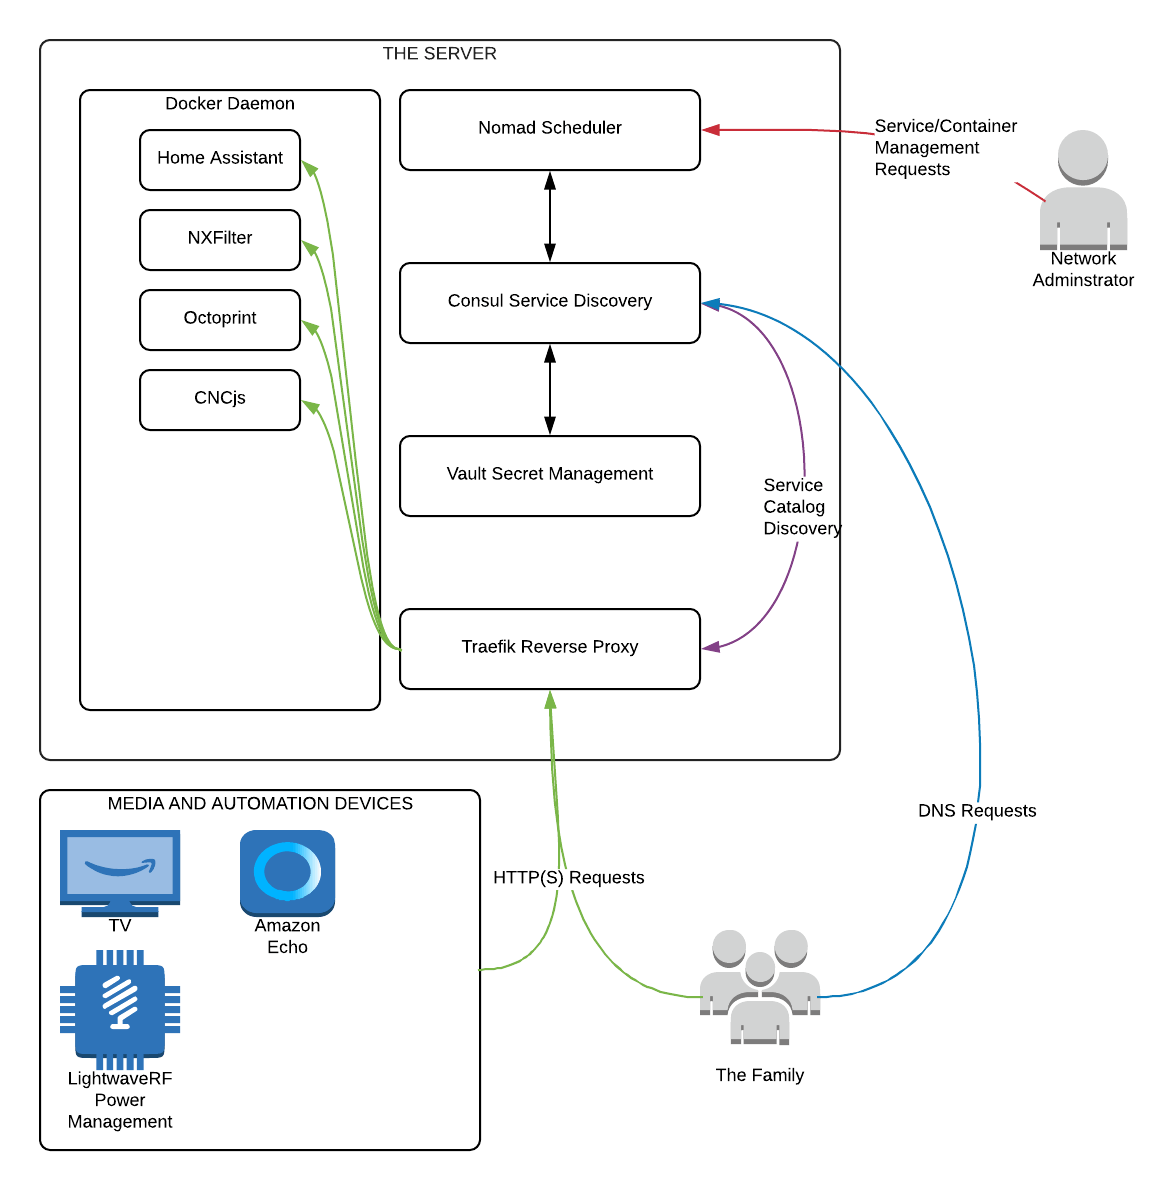 THE SERVER
Docker Daemon
Home Assistant
NXFilter
Octoprint
CNCjs
Nomad Scheduler
Consul Service Discovery
Vault Secret Management
Traefik Reverse Proxy
Service/Container
Management
Requests
Network
Adminstrator
Service
Catalog
Discovery
DNS Requests
HTTP(S) Requests
MEDIA AND AUTOMATION DEVICES
TV
Amazon
Echo
LightwaveRF
Power
Management
The Family